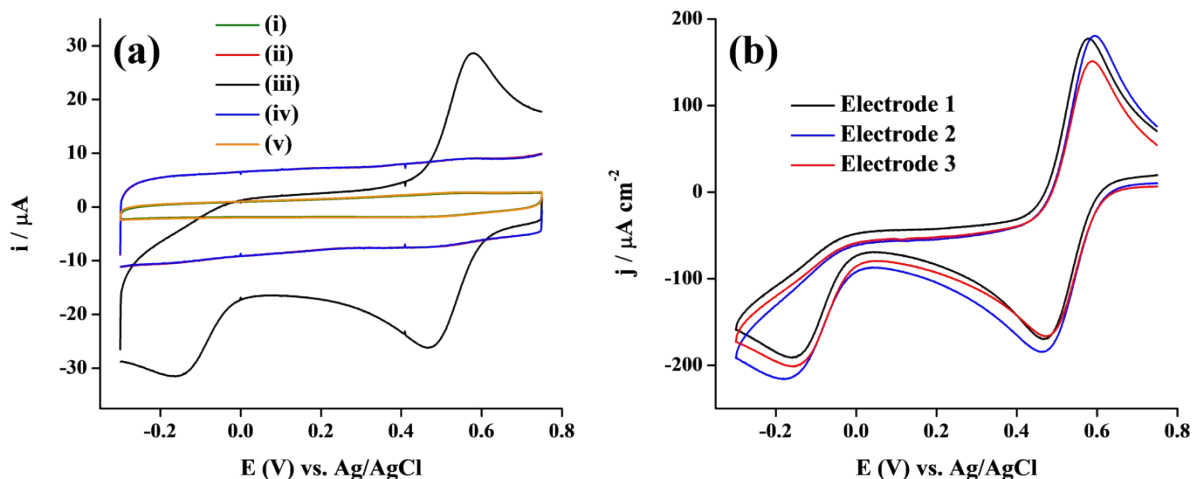 (a)
(i)
(ii)
(iii)
(iv)
(v)
30
20
10
0
-10
-20
-30
i / µA
-0.2
0.0
0.2
0.4
0.6
0.8
E (V) vs. Ag/AgCl
(b)
Electrode 1
Electrode 2
Electrode 3
200
100
0
-100
-200
j / µA cm-2
-0.2
0.0
0.2
0.4
0.6
0.8
E (V) vs. Ag/AgCl